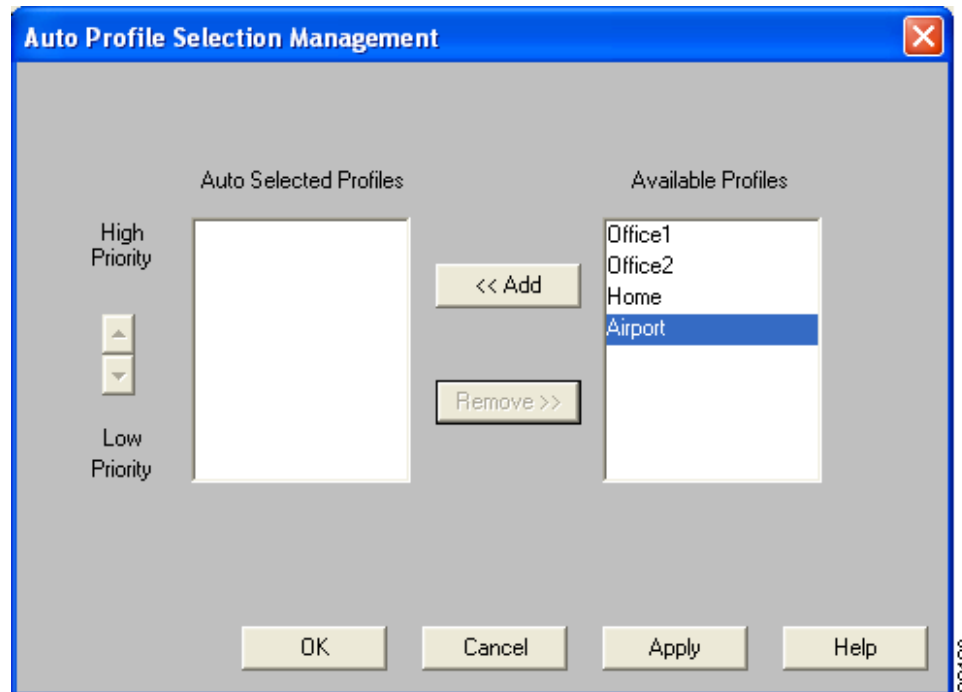 Auto Profile Selection Management
Auto Selected Profiles
Available Profiles
High
Priority
Low
Priority
<< Add
Remove >>
Office1
Office2
Home
Airport
OK
Cancel
Apply
Help